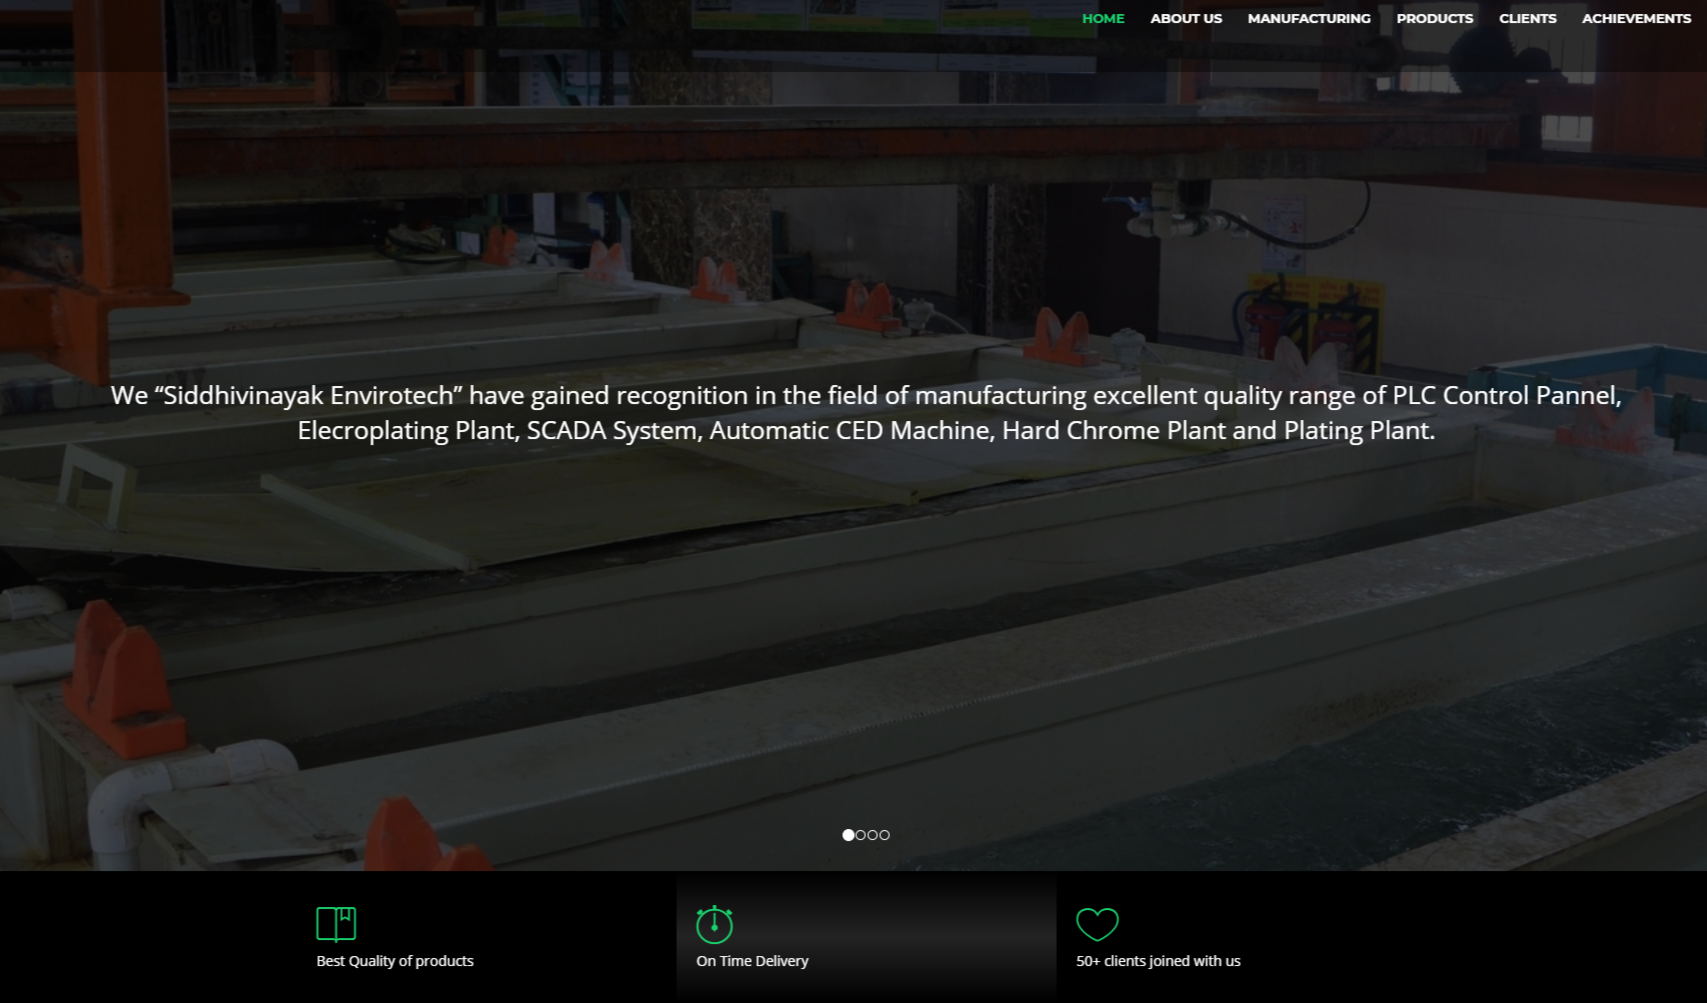 HOME ABOUT US MANUFACTURING PRODUCTS CLIENTS ACHIEVEMENTS
We “Siddhivinayak Envirotech” have gained recognition in the field of manufacturing excellent quality range of PLC Control Pannel,
Elecroplating Plant, SCADA System, Automatic CED Machine, Hard Chrome Plant and Plating Plant.
Best Quality of products
On Time Delivery
50+ clients joined with us